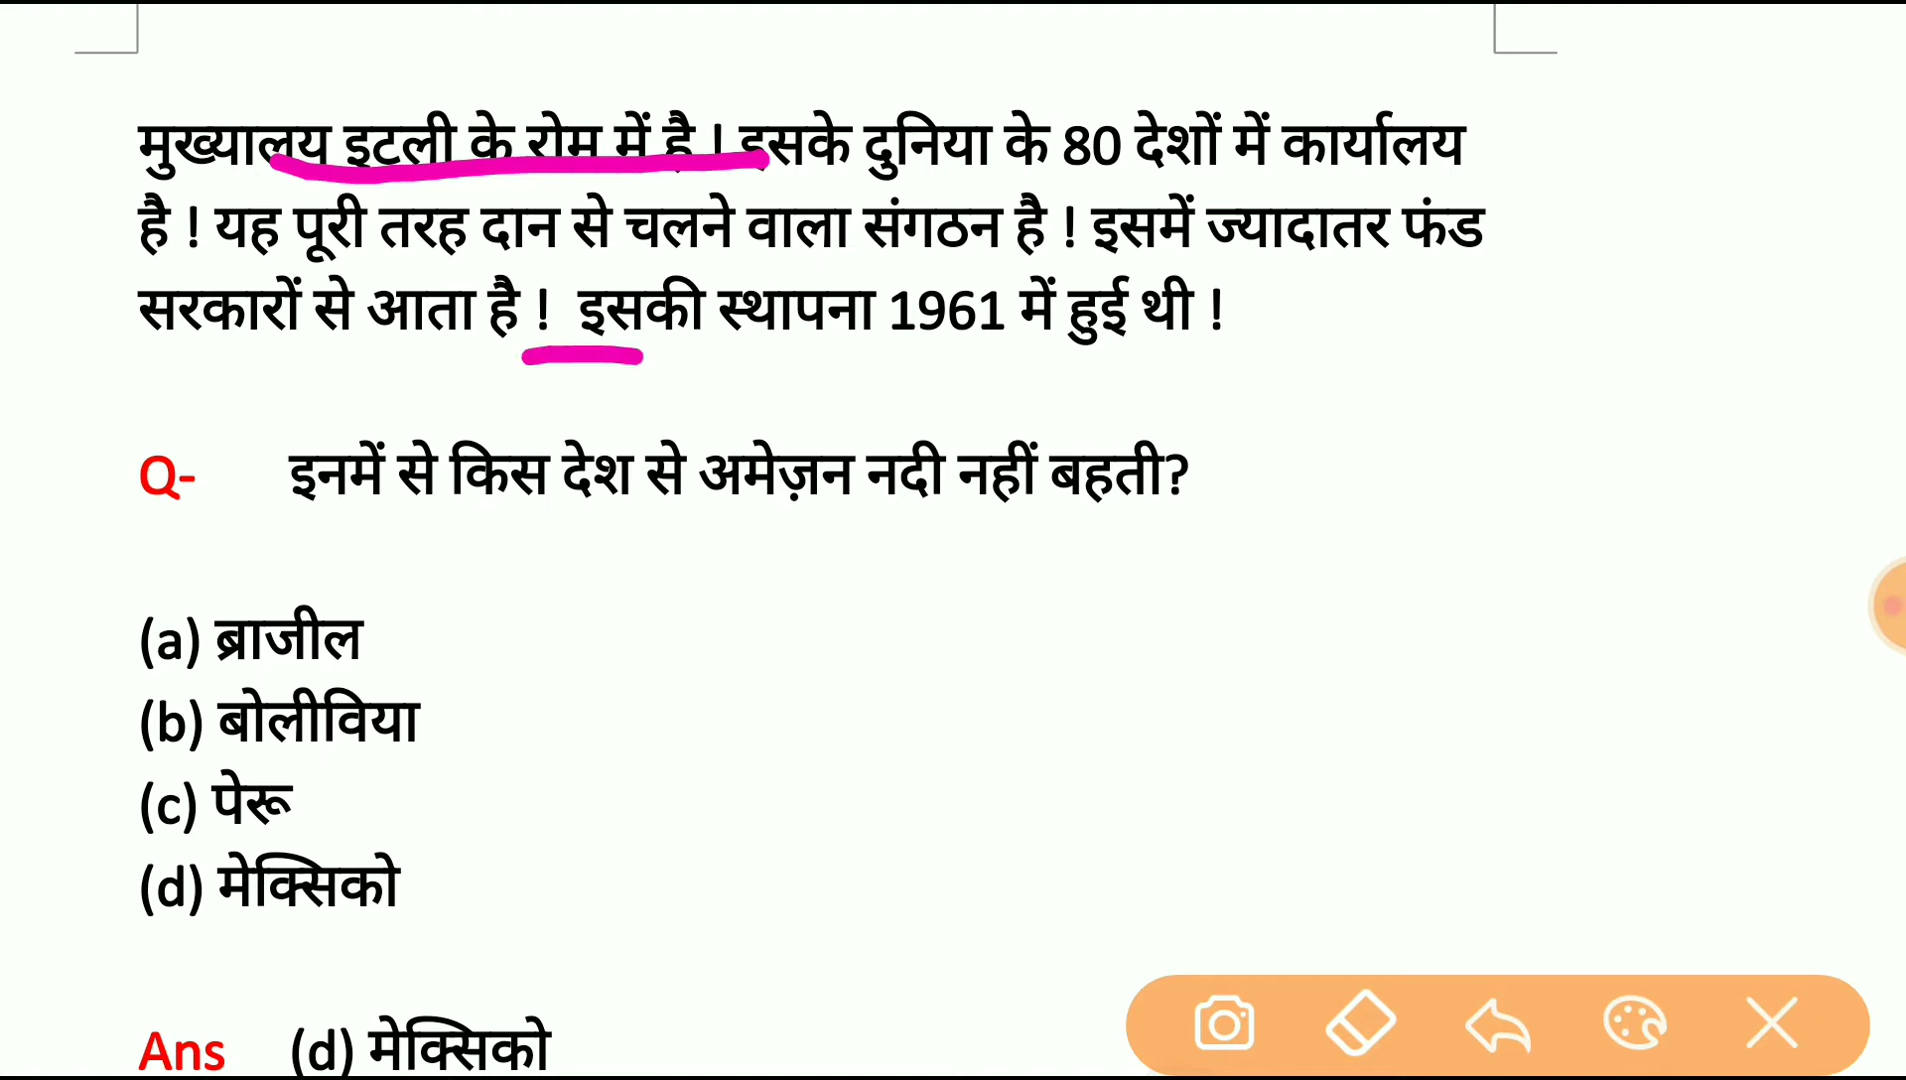 मुख्यालय इटली के रोम में है ! इसके दुनिया के 80 देशों में कार्यालय
है ! यह पूरी तरह दान से चलने वाला संगठन है ! इसमें ज्यादातर फंड
सरकारों से आता है ! इसकी स्थापना 1961 में हुई थी !
Q- इनमें से किस देश से अमेज़न नदी नहीं बहती?
(a) ब्राजील
(b) बोलीविया
(c) पेरू
(d) मेक्सिको
Ans (d) मेक्सिको